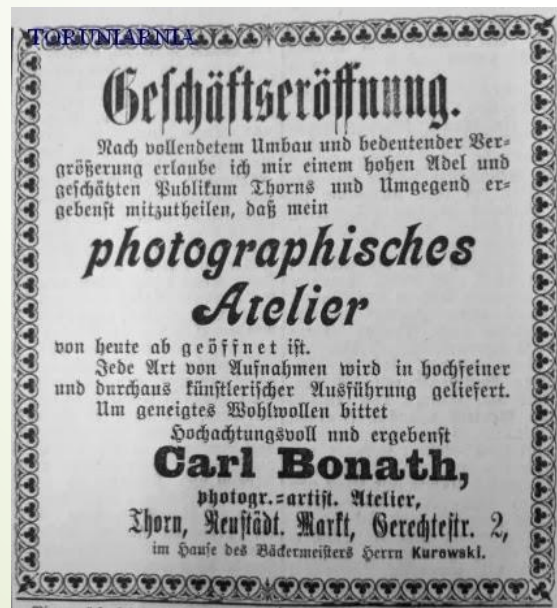 TORUNIARNIA
Geschäftseröffnung.
Nach vollendetem Umbau und bedeutender Ver-
größerung erlaube ich mir einem hohen Adel und
geschätzten Publikum Thorns und Umgegend er-
gebenst mitzutheilen, daß mein
photographisches
Atelier
von heute ab geöffnet ist.
Jede Art von Aufnahmen wird in hochfeiner
und durchaus künstlerischer Ausführung geliefert.
Um geneigtes Wohlwollen bittet
Hochachtungsvoll und ergebenst
Carl Bonath,
photogr.-artist. Atelier,
Thorn, Neustädt. Markt, Gerechtestr. 2,
im Hause des Bäckermeisters Herrn Kurowski.